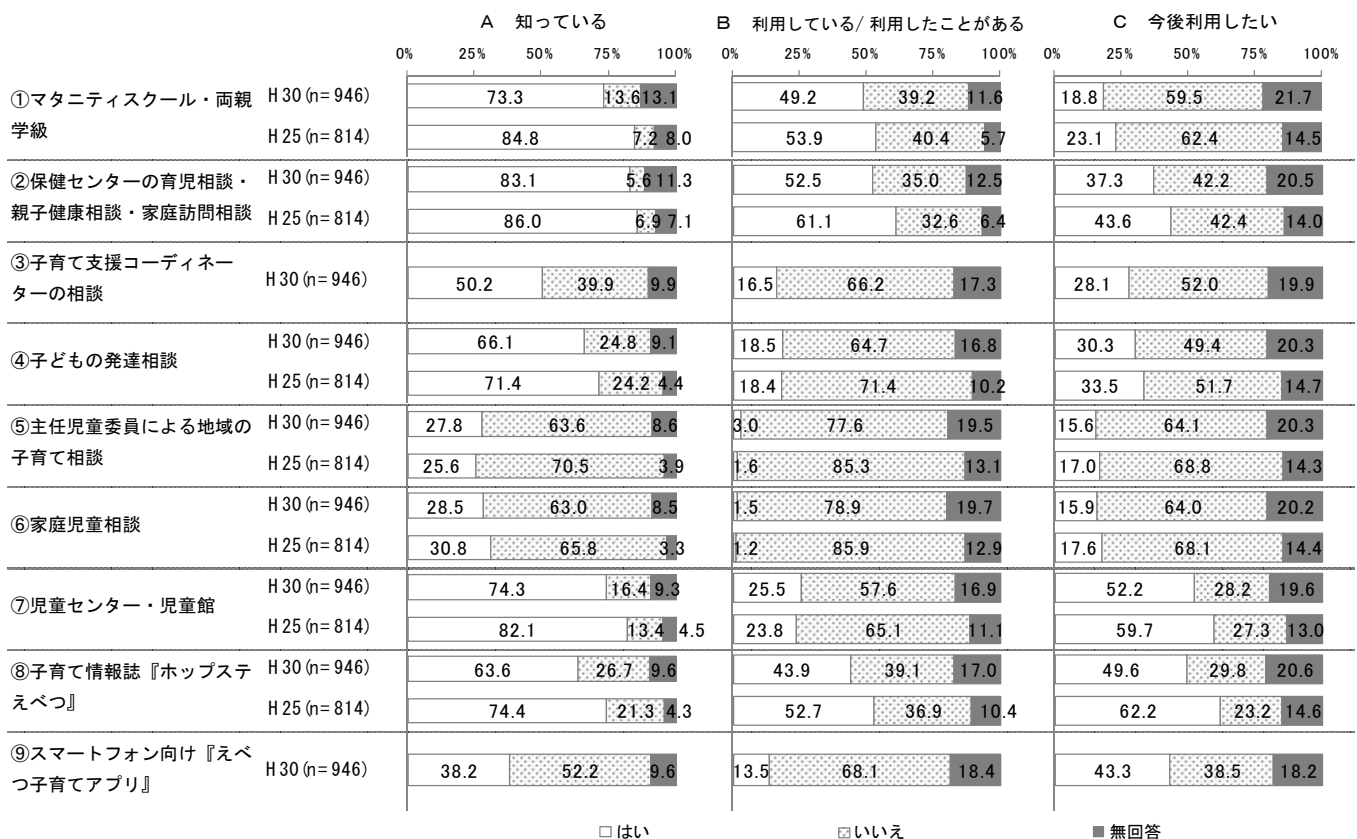 A　知っている
B　利用している/利用したことがある
C　今後利用したい
0% 25% 50% 75% 100%
0% 25% 50% 75% 100%
0% 25% 50% 75% 100%
①マタニティスクール・両親
学級
H30(n=946) 73.3 13.6 13.1 49.2 39.2 11.6 18.8 59.5 21.7
H25(n=814) 84.8 7.2 8.0 53.9 40.4 5.7 23.1 62.4 14.5
②保健センターの育児相談・
親子健康相談・家庭訪問相談
H30(n=946) 83.1 5.6 11.3 52.5 35.0 12.5 37.3 42.2 20.5
H25(n=814) 86.0 6.9 7.1 61.1 32.6 6.4 43.6 42.4 14.0
③子育て支援コーディネー
ターの相談
H30(n=946) 50.2 39.9 9.9 16.5 66.2 17.3 28.1 52.0 19.9
④子どもの発達相談
H30(n=946) 66.1 24.8 9.1 18.5 64.7 16.8 30.3 49.4 20.3
H25(n=814) 71.4 24.2 4.4 18.4 71.4 10.2 33.5 51.7 14.7
⑤主任児童委員による地域の
子育て相談
H30(n=946) 27.8 63.6 8.6 3.0 77.6 19.5 15.6 64.1 20.3
H25(n=814) 25.6 70.5 3.9 1.6 85.3 13.1 17.0 68.8 14.3
⑥家庭児童相談
H30(n=946) 28.5 63.0 8.5 1.5 78.9 19.7 15.9 64.0 20.2
H25(n=814) 30.8 65.8 3.3 1.2 85.9 12.9 17.6 68.1 14.4
⑦児童センター・児童館
H30(n=946) 74.3 16.4 9.3 25.5 57.6 16.9 52.2 28.2 19.6
H25(n=814) 82.1 13.4 4.5 23.8 65.1 11.1 59.7 27.3 13.0
⑧子育て情報誌『ホップステ
えべつ』
H30(n=946) 63.6 26.7 9.6 43.9 39.1 17.0 49.6 29.8 20.6
H25(n=814) 74.4 21.3 4.3 52.7 36.9 10.4 62.2 23.2 14.6
⑨スマートフォン向け『えべ
つ子育てアプリ』
H30(n=946) 38.2 52.2 9.6 13.5 68.1 18.4 43.3 38.5 18.2
はい いいえ 無回答